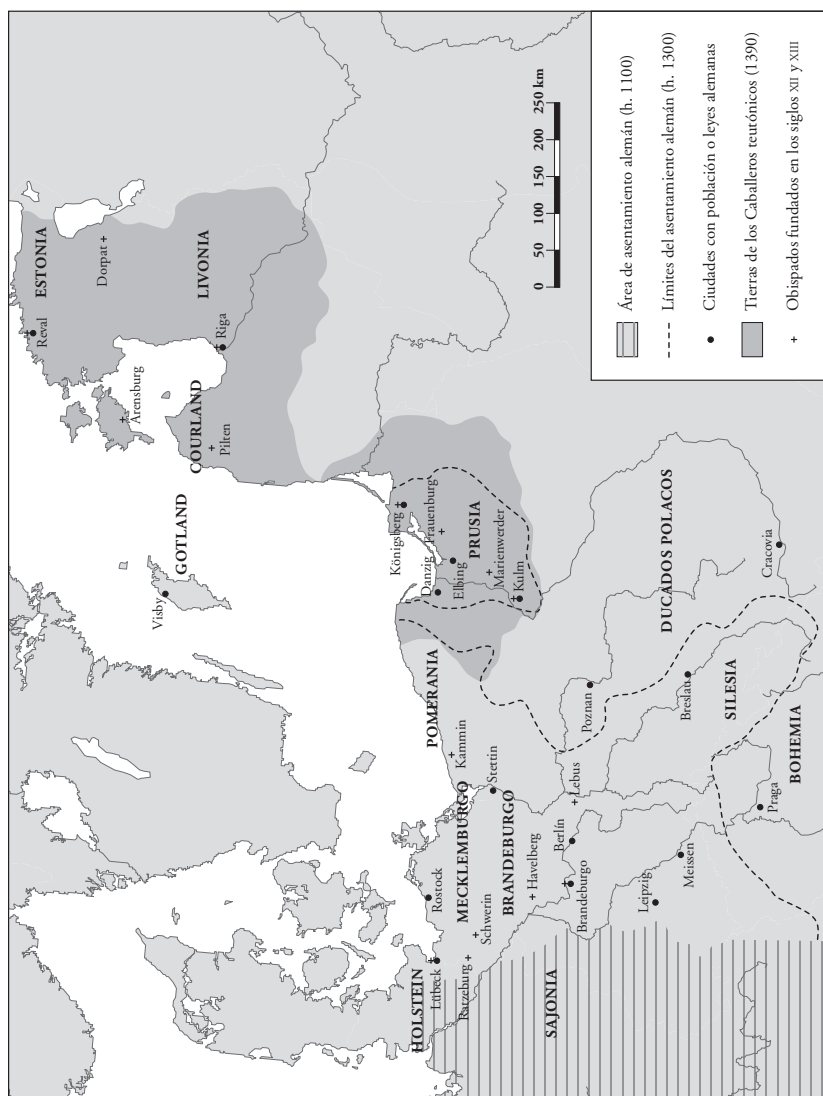 ESTONIA
Reval
Dorpat
LIVONIA
Riga
Arensburg
COURLAND
Pilten
GOTLAND
Visby
Königsberg
Frauenburg
Danzig
Elbing
PRUSIA
Marienwerder
Kulm
DUCADOS POLACOS
Cracovia
POMERANIA
Kammin
Stettin
Poznan
Breslau
SILESIA
BOHEMIA
Praga
Lebus
MECKLEMBURGO
BRANDEBURGO
Rostock
Schwerin
Havelberg
Berlín
Brandeburgo
Leipzig
Meissen
HOLSTEIN
Lübeck
Ratzeburg
SAJONIA
0 50 100 150 200 250 km
Área de asentamiento alemán (h. 1100)
Límites del asentamiento alemán (h. 1300)
Ciudades con población o leyes alemanas
Tierras de los Caballeros teutónicos (1390)
Obispados fundados en los siglos XII y XIII